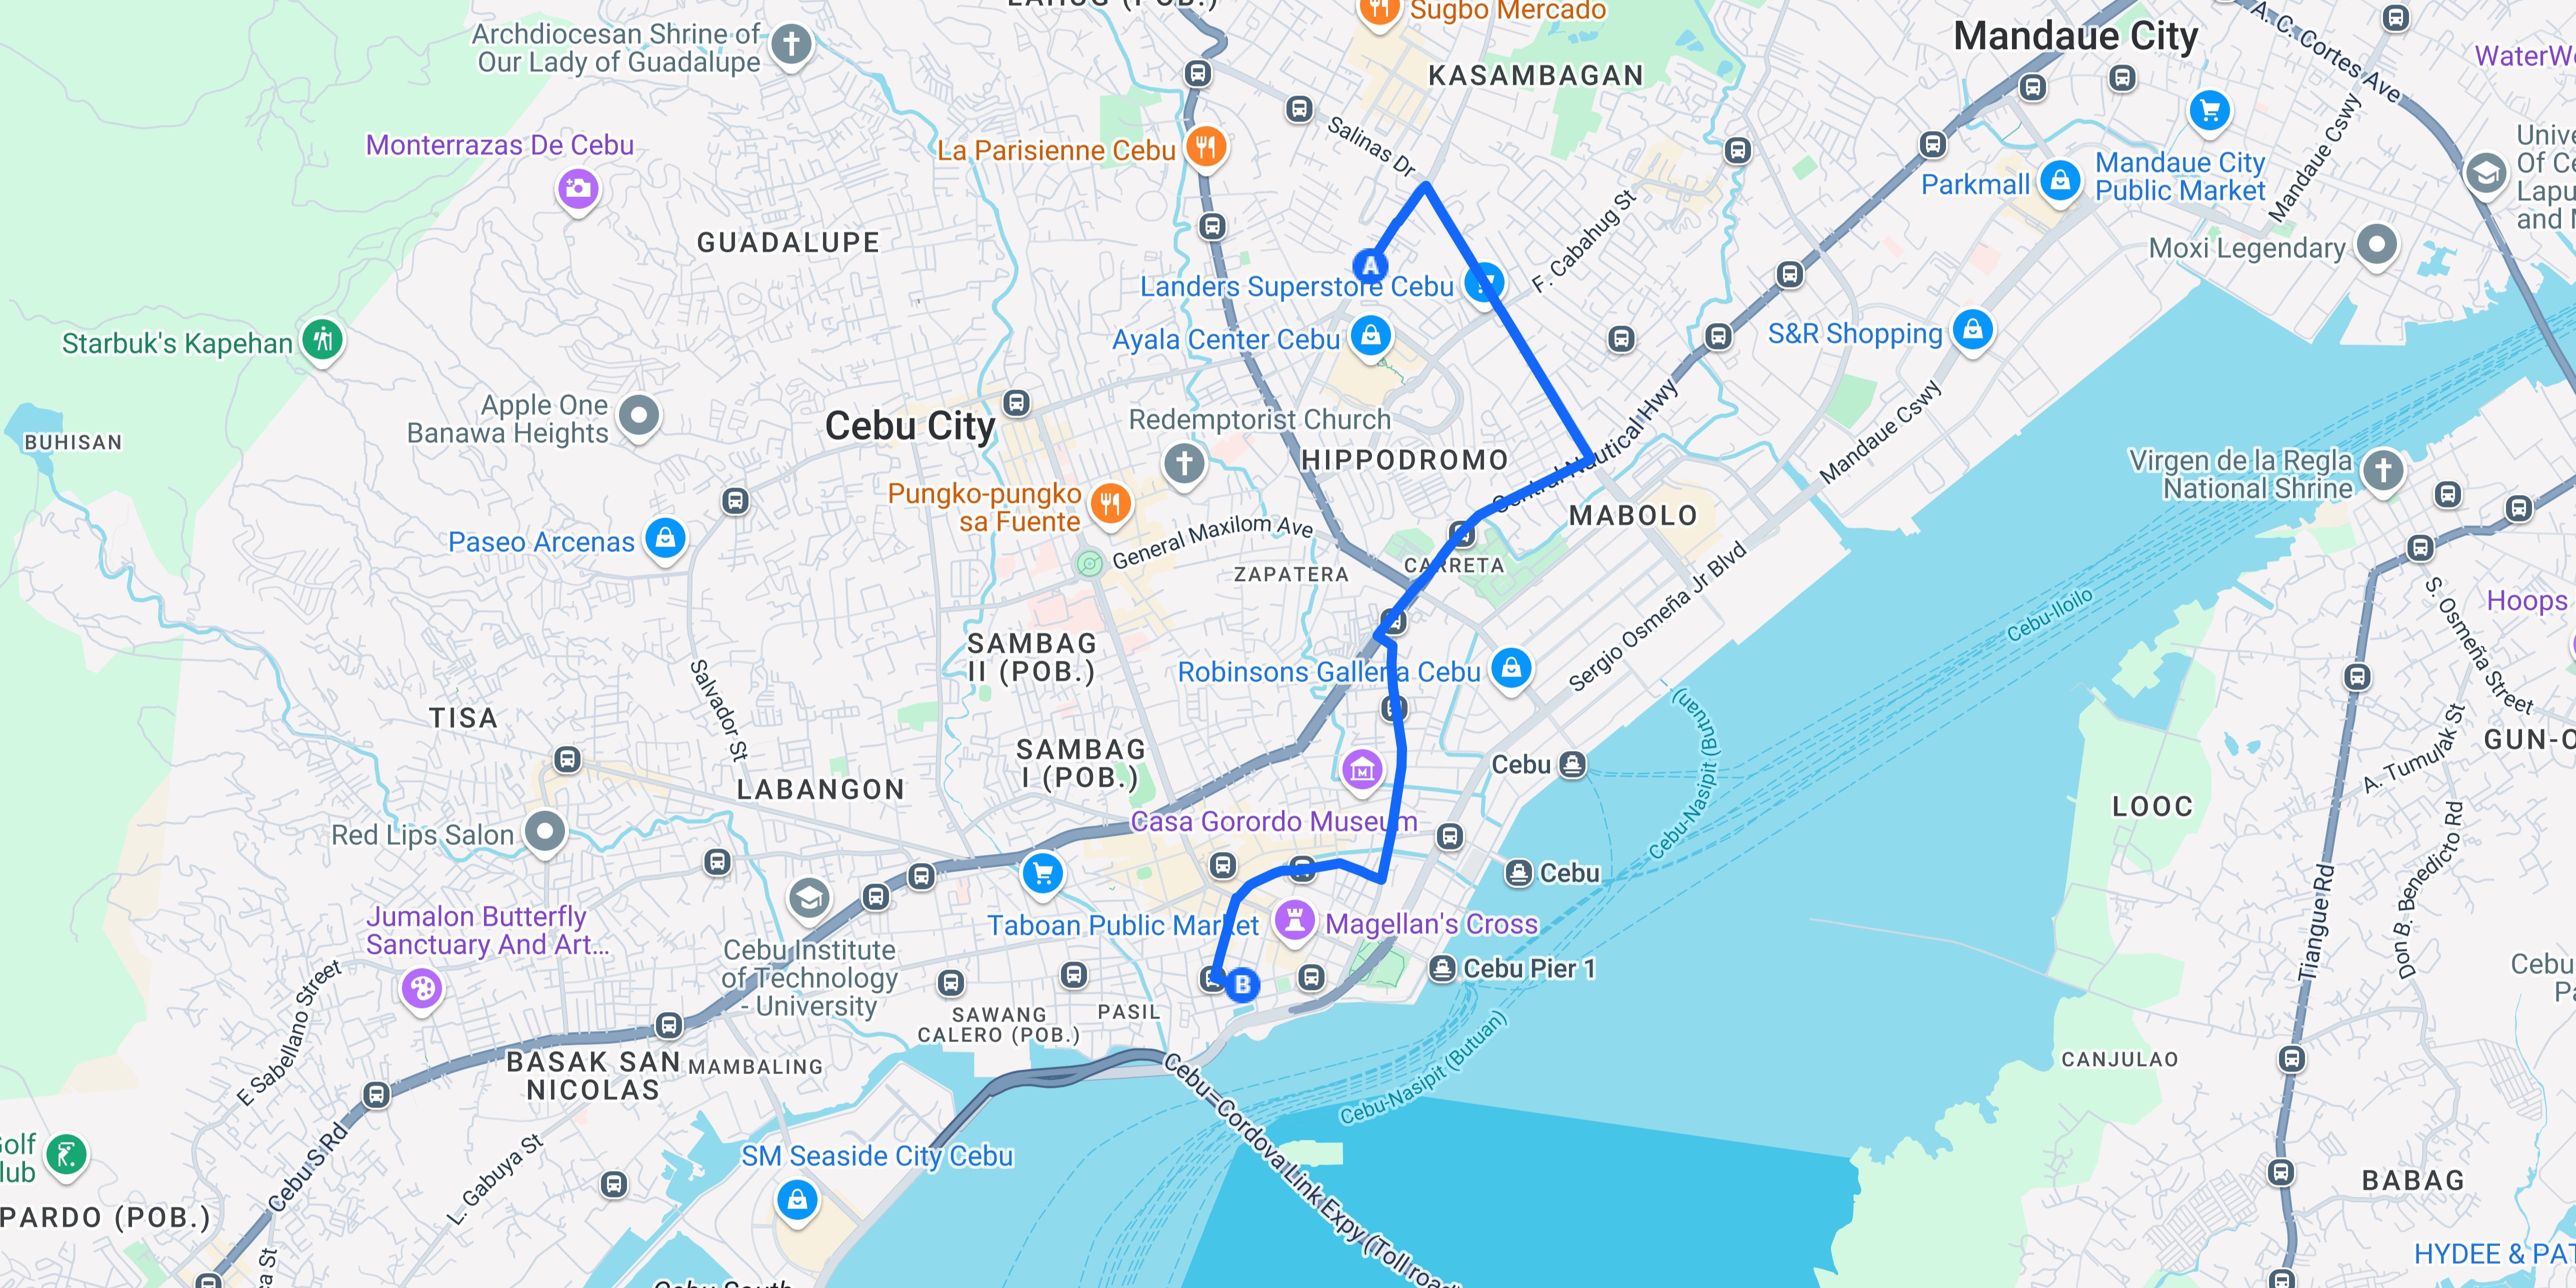 LAHUG (POB.)
Sugbo Mercado
Archdiocesan Shrine of
Our Lady of Guadalupe
Mandaue City
A. C. Cortes Ave
WaterWo
KASAMBAGAN
Monterrazas De Cebu
La Parisienne Cebu
Salinas Dr
Mandaue City
Public Market
Parkmall
Mandaue Cswy
Unive
Of Ce
Lapu
and M
GUADALUPE
F. Cabahug St
Moxi Legendary
A
Landers Superstore Cebu
Starbuk's Kapehan
Ayala Center Cebu
S&R Shopping
Apple One
Banawa Heights
Cebu City
Redemptorist Church
BUHISAN
HIPPODROMO
Central Nautical Hwy
Mandaue Cswy
Virgen de la Regla
National Shrine
Pungko-pungko
sa Fuente
MABOLO
Paseo Arcenas
General Maxilom Ave
ZAPATERA
CARRETA
Sergio Osmeña Jr Blvd
Cebu-Iloilo
Hoops
S. Osmeña Street
SAMBAG
II (POB.)
Robinsons Galleria Cebu
Salvador St
TISA
Cebu-Nasipit (Butuan)
GUN-O
SAMBAG
I (POB.)
A. Tumulak St
Cebu
LABANGON
LOOC
Casa Gorordo Museum
Red Lips Salon
M
Don B. Benedicto Rd
Cebu
Tiangue Rd
Jumalon Butterfly
Sanctuary And Art...
Taboan Public Market
Magellan's Cross
Cebu Institute
of Technology
- University
Cebu Pier 1
Cebu
Pa
B
E Sabellano Street
SAWANG
CALERO (POB.)
PASIL
BASAK SAN
NICOLAS
MAMBALING
Cebu-Nasipit (Butuan)
CANJULAO
Cebu-Cordova Link Expy (Toll road)
Cebu S Rd
L. Gabuya St
Golf
lub
SM Seaside City Cebu
BABAG
PARDO (POB.)
a St
HYDEE & PAT
Cebu South